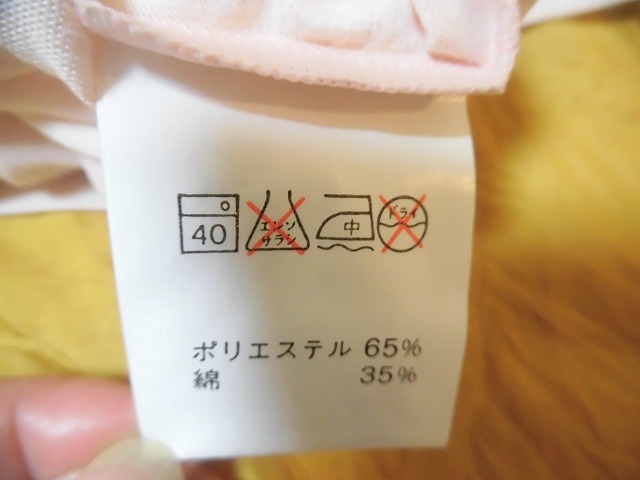 40 エンソ 中 ドライ
サラシ
ポリエステル 65%
綿 35%